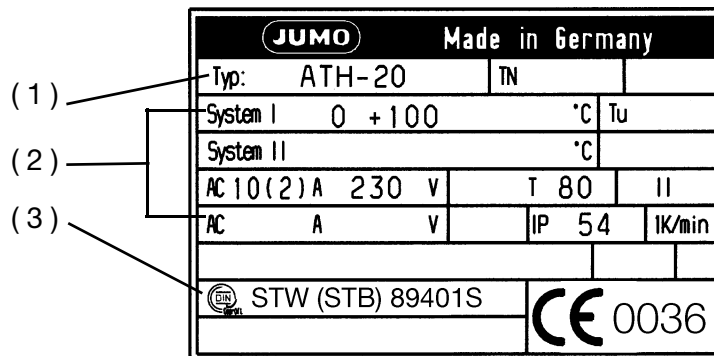 JUMO Made in Germany
(1) Typ: ATH-20 TN
System I 0 +100 °C Tu
(2) System II °C
AC 10(2) A 230 V T 80 II
(3) AC A V IP 54 1K/min
DIN STW (STB) 89401S CE 0036